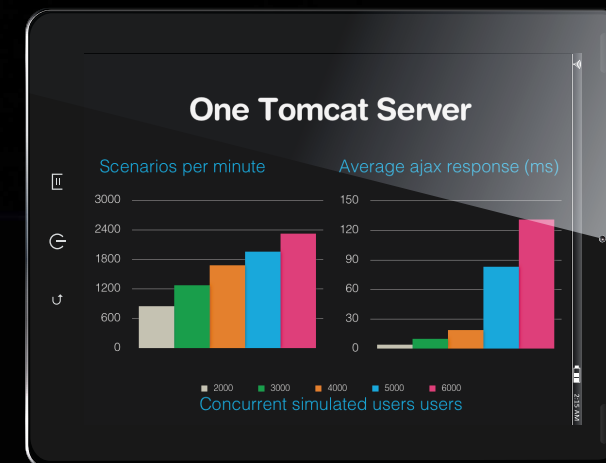 One Tomcat Server
Scenarios per minute
Average ajax response (ms)
3000
2400
1800
1200
600
0
150
120
90
60
30
0
2000 3000 4000 5000 6000
Concurrent simulated users users
2:15 AM